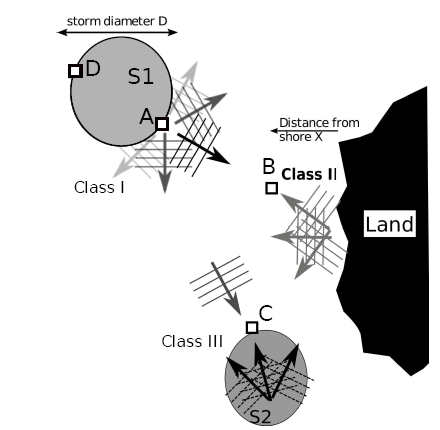 storm diameter D
D
S1
A
Distance from
shore X
B
Class II
Class I
Land
C
Class III
S2